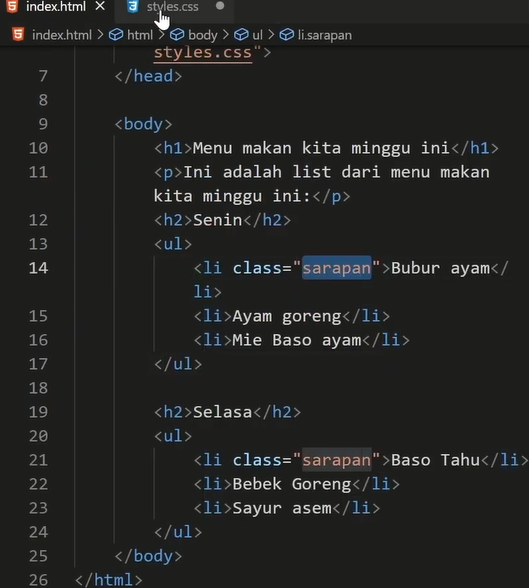 index.html × styles.css ●
index.html > html > body > ul > li.sarapan
styles.css">
7 </head>
8
9 <body>
10 <h1>Menu makan kita minggu ini</h1>
11 <p>Ini adalah list dari menu makan
kita minggu ini:</p>
12 <h2>Senin</h2>
13 <ul>
14 <li class="sarapan">Bubur ayam</
li>
15 <li>Ayam goreng</li>
16 <li>Mie Baso ayam</li>
17 </ul>
18
19 <h2>Selasa</h2>
20 <ul>
21 <li class="sarapan">Baso Tahu</li>
22 <li>Bebek Goreng</li>
23 <li>Sayur asem</li>
24 </ul>
25 </body>
26 </html>